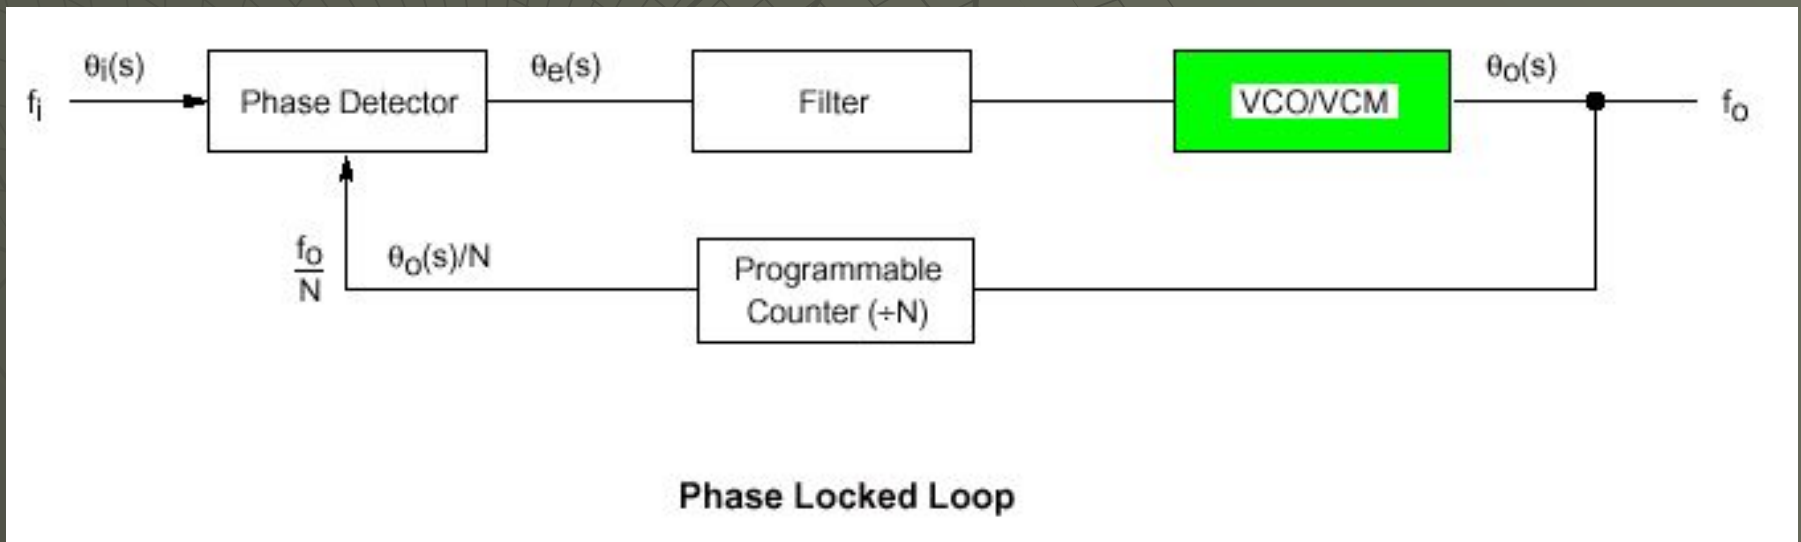 fi
θi(s)
Phase Detector
θe(s)
Filter
VCO/VCM
θo(s)
fo
fo
N
θo(s)/N
Programmable
Counter (÷N)
Phase Locked Loop